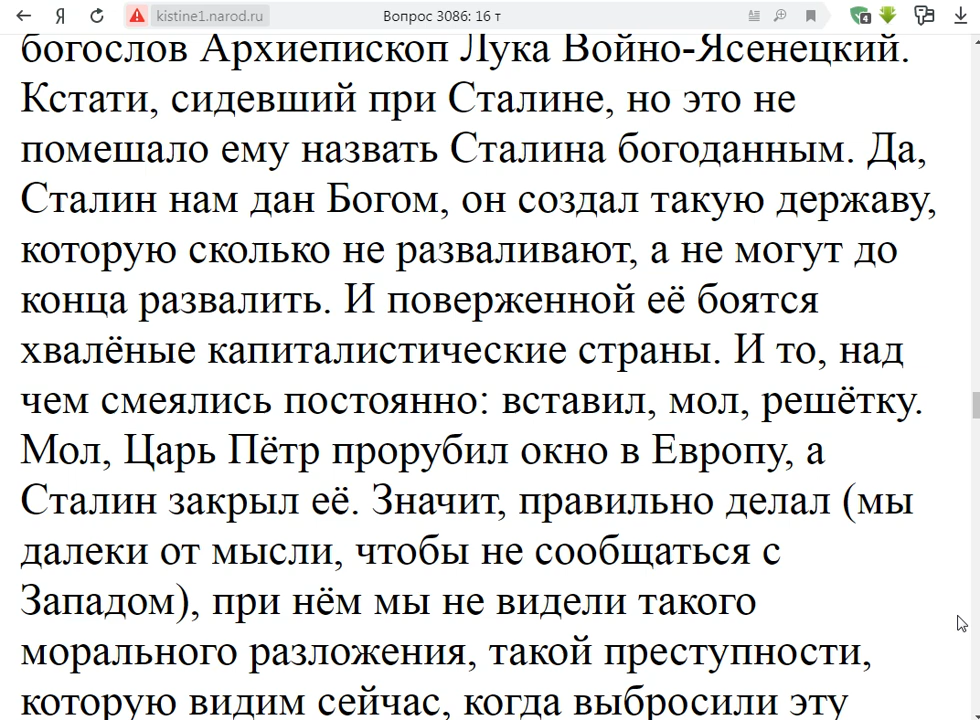 Я
kistine1.narod.ru
Вопрос 3086: 16 т
4
богослов Архиепископ Лука Войно-Ясенецкий.
Кстати, сидевший при Сталине, но это не
помешало ему назвать Сталина богоданным. Да,
Сталин нам дан Богом, он создал такую державу,
которую сколько не разваливают, а не могут до
конца развалить. И поверженной её боятся
хвалёные капиталистические страны. И то, над
чем смеялись постоянно: вставил, мол, решётку.
Мол, Царь Пётр прорубил окно в Европу, а
Сталин закрыл её. Значит, правильно делал (мы
далеки от мысли, чтобы не сообщаться с
Западом), при нём мы не видели такого
морального разложения, такой преступности,
которую видим сейчас, когда выбросили эту